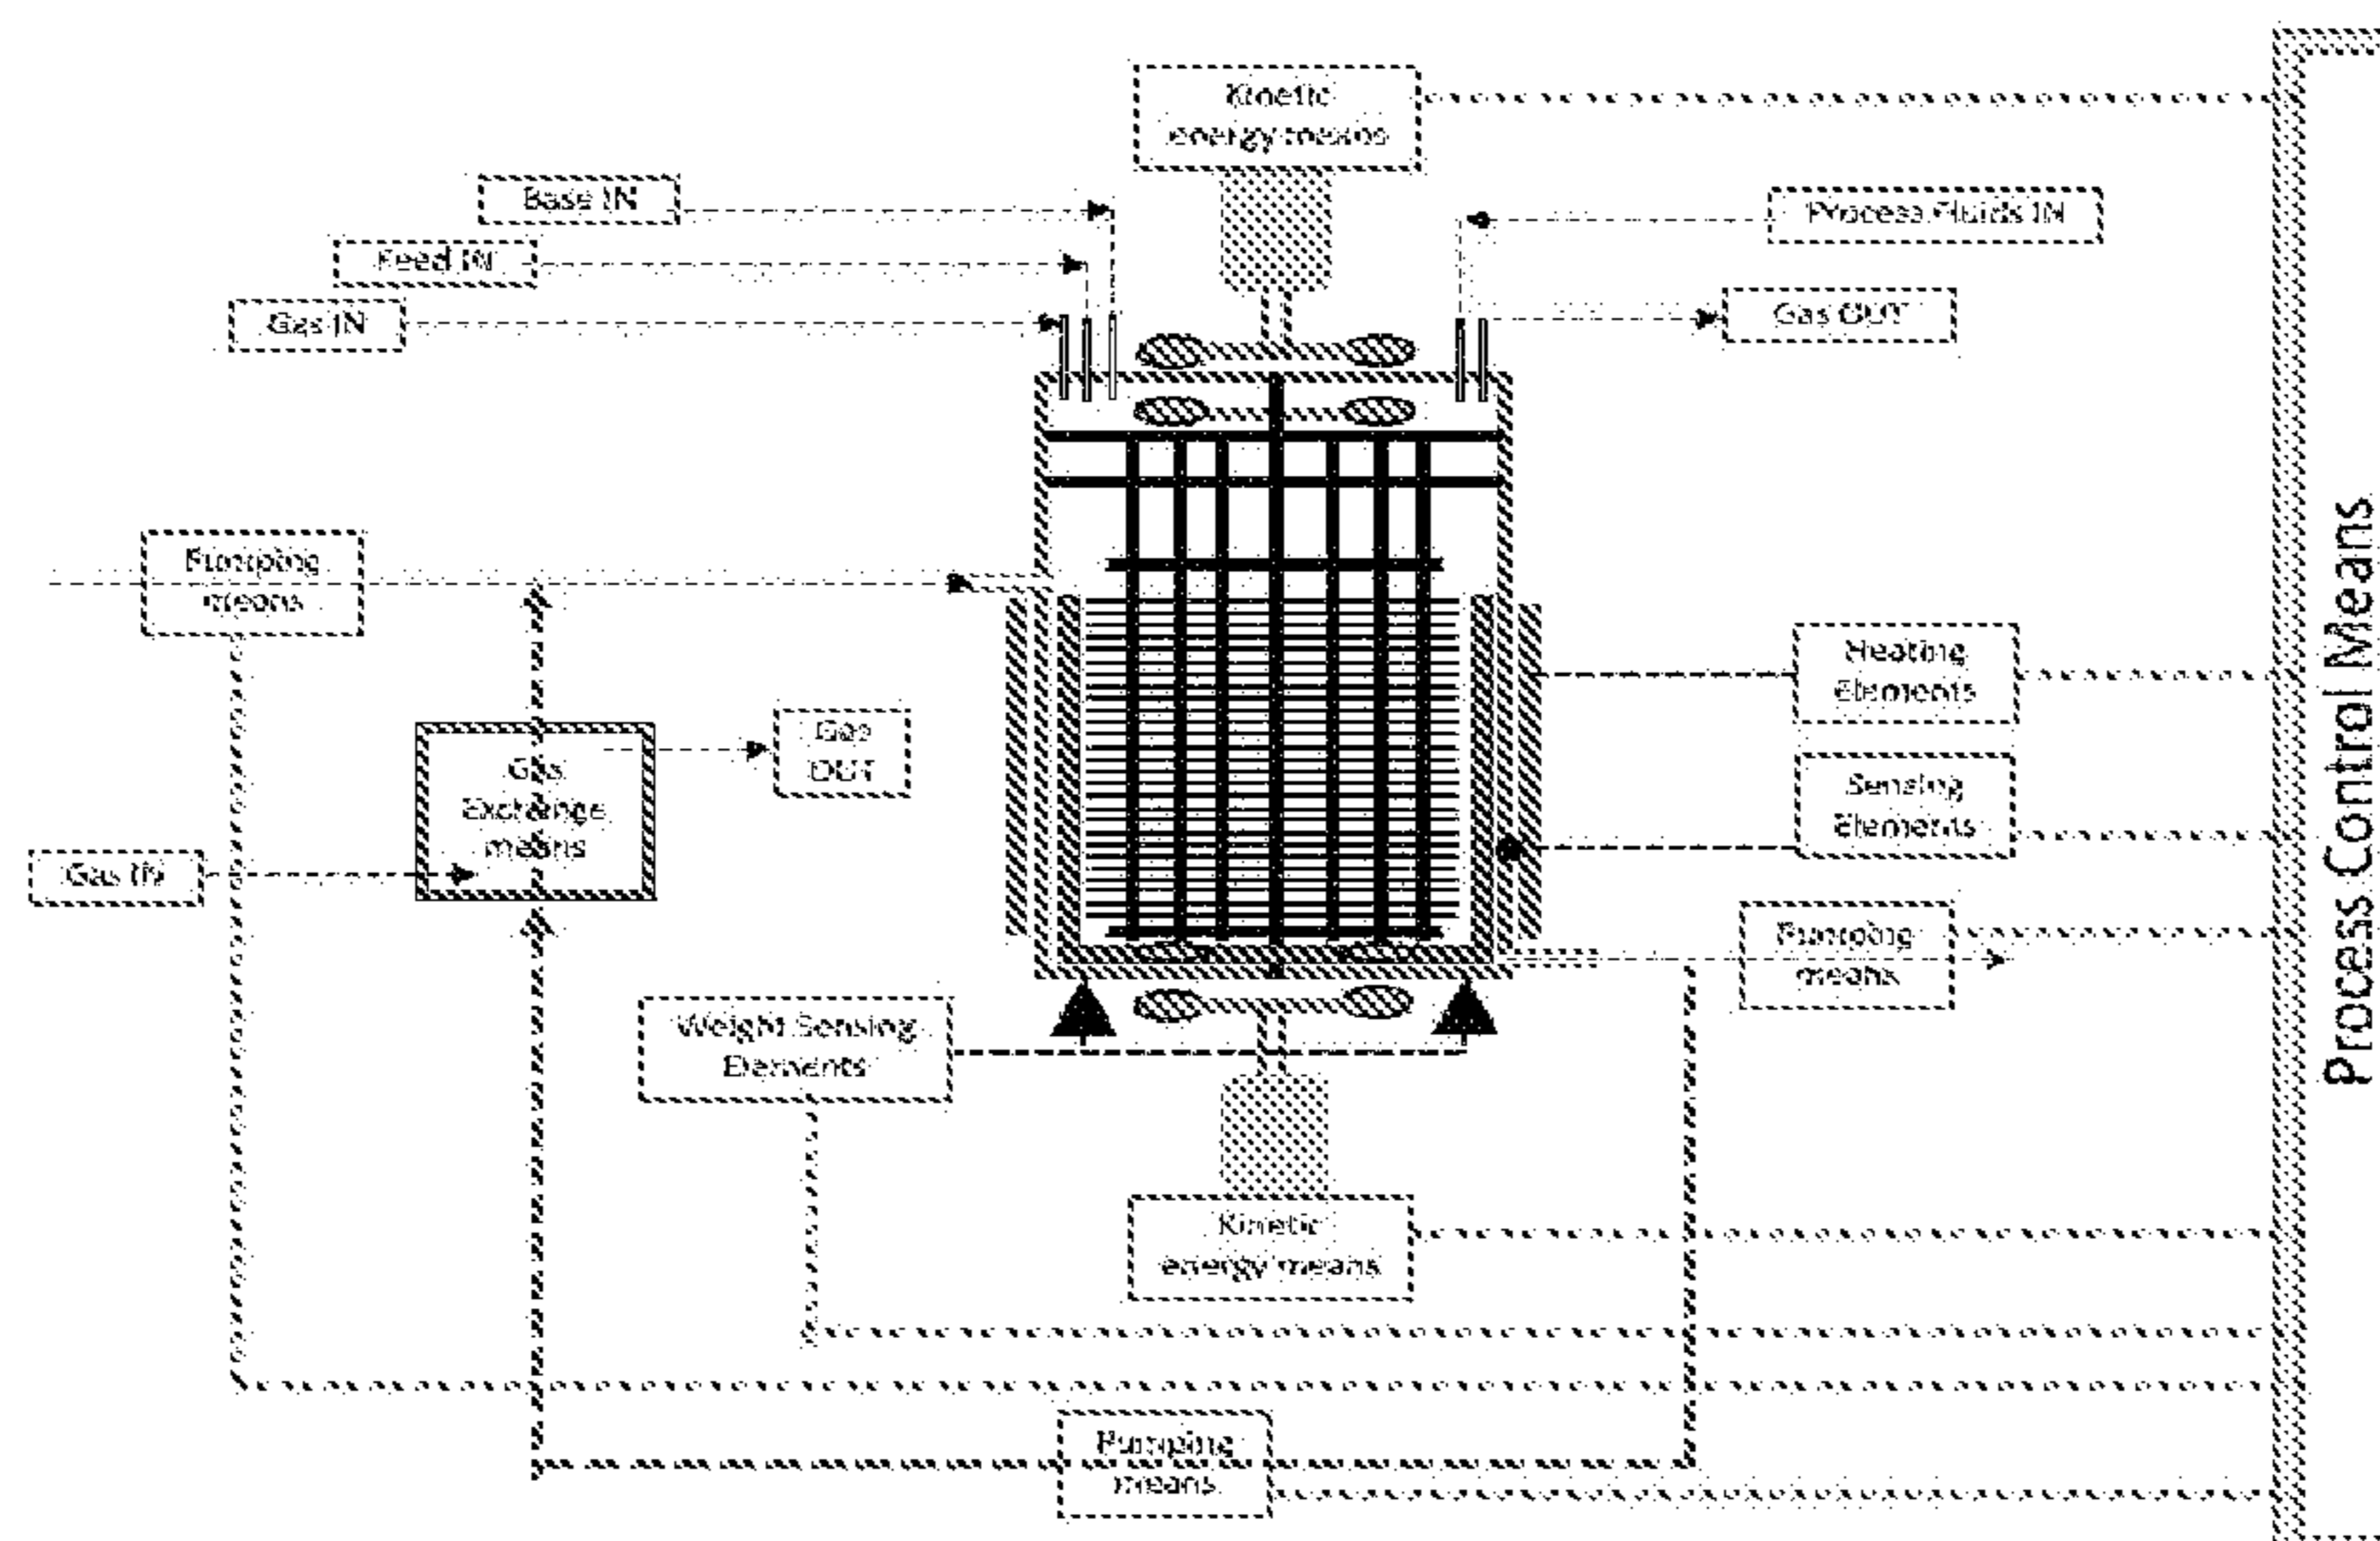 Kinetic
energy means
Base IN
Process Fluids IN
Feed IN
Gas IN
Gas OUT
Pumping
means
Heating
Elements
Gas
OUT
Gas
Exchange
means
Sensing
Elements
Gas IN
Pumping
means
Weight Sensing
Elements
Kinetic
energy means
Pumping
means
Process Control Means